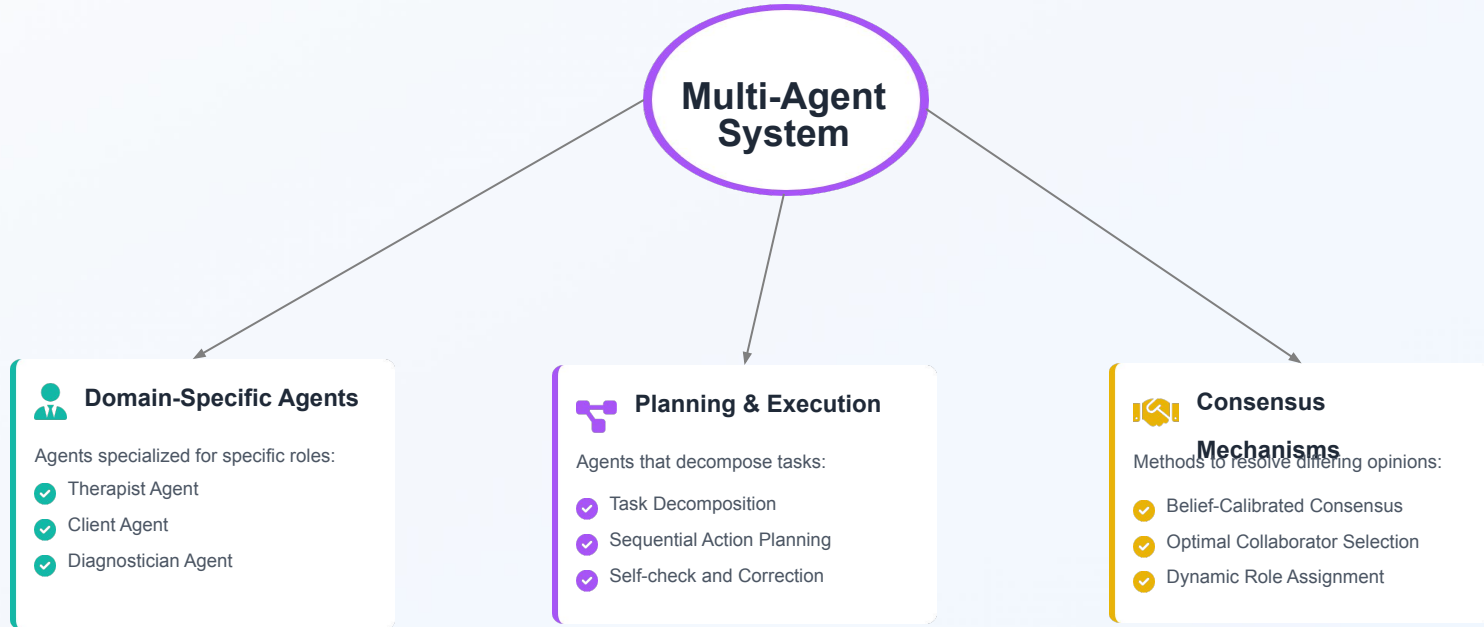 Multi-Agent
System
Domain-Specific Agents
Agents specialized for specific roles:
Therapist Agent
Client Agent
Diagnostician Agent
Planning & Execution
Agents that decompose tasks:
Task Decomposition
Sequential Action Planning
Self-check and Correction
Consensus
Mechanisms
Methods to resolve differing opinions:
Belief-Calibrated Consensus
Optimal Collaborator Selection
Dynamic Role Assignment